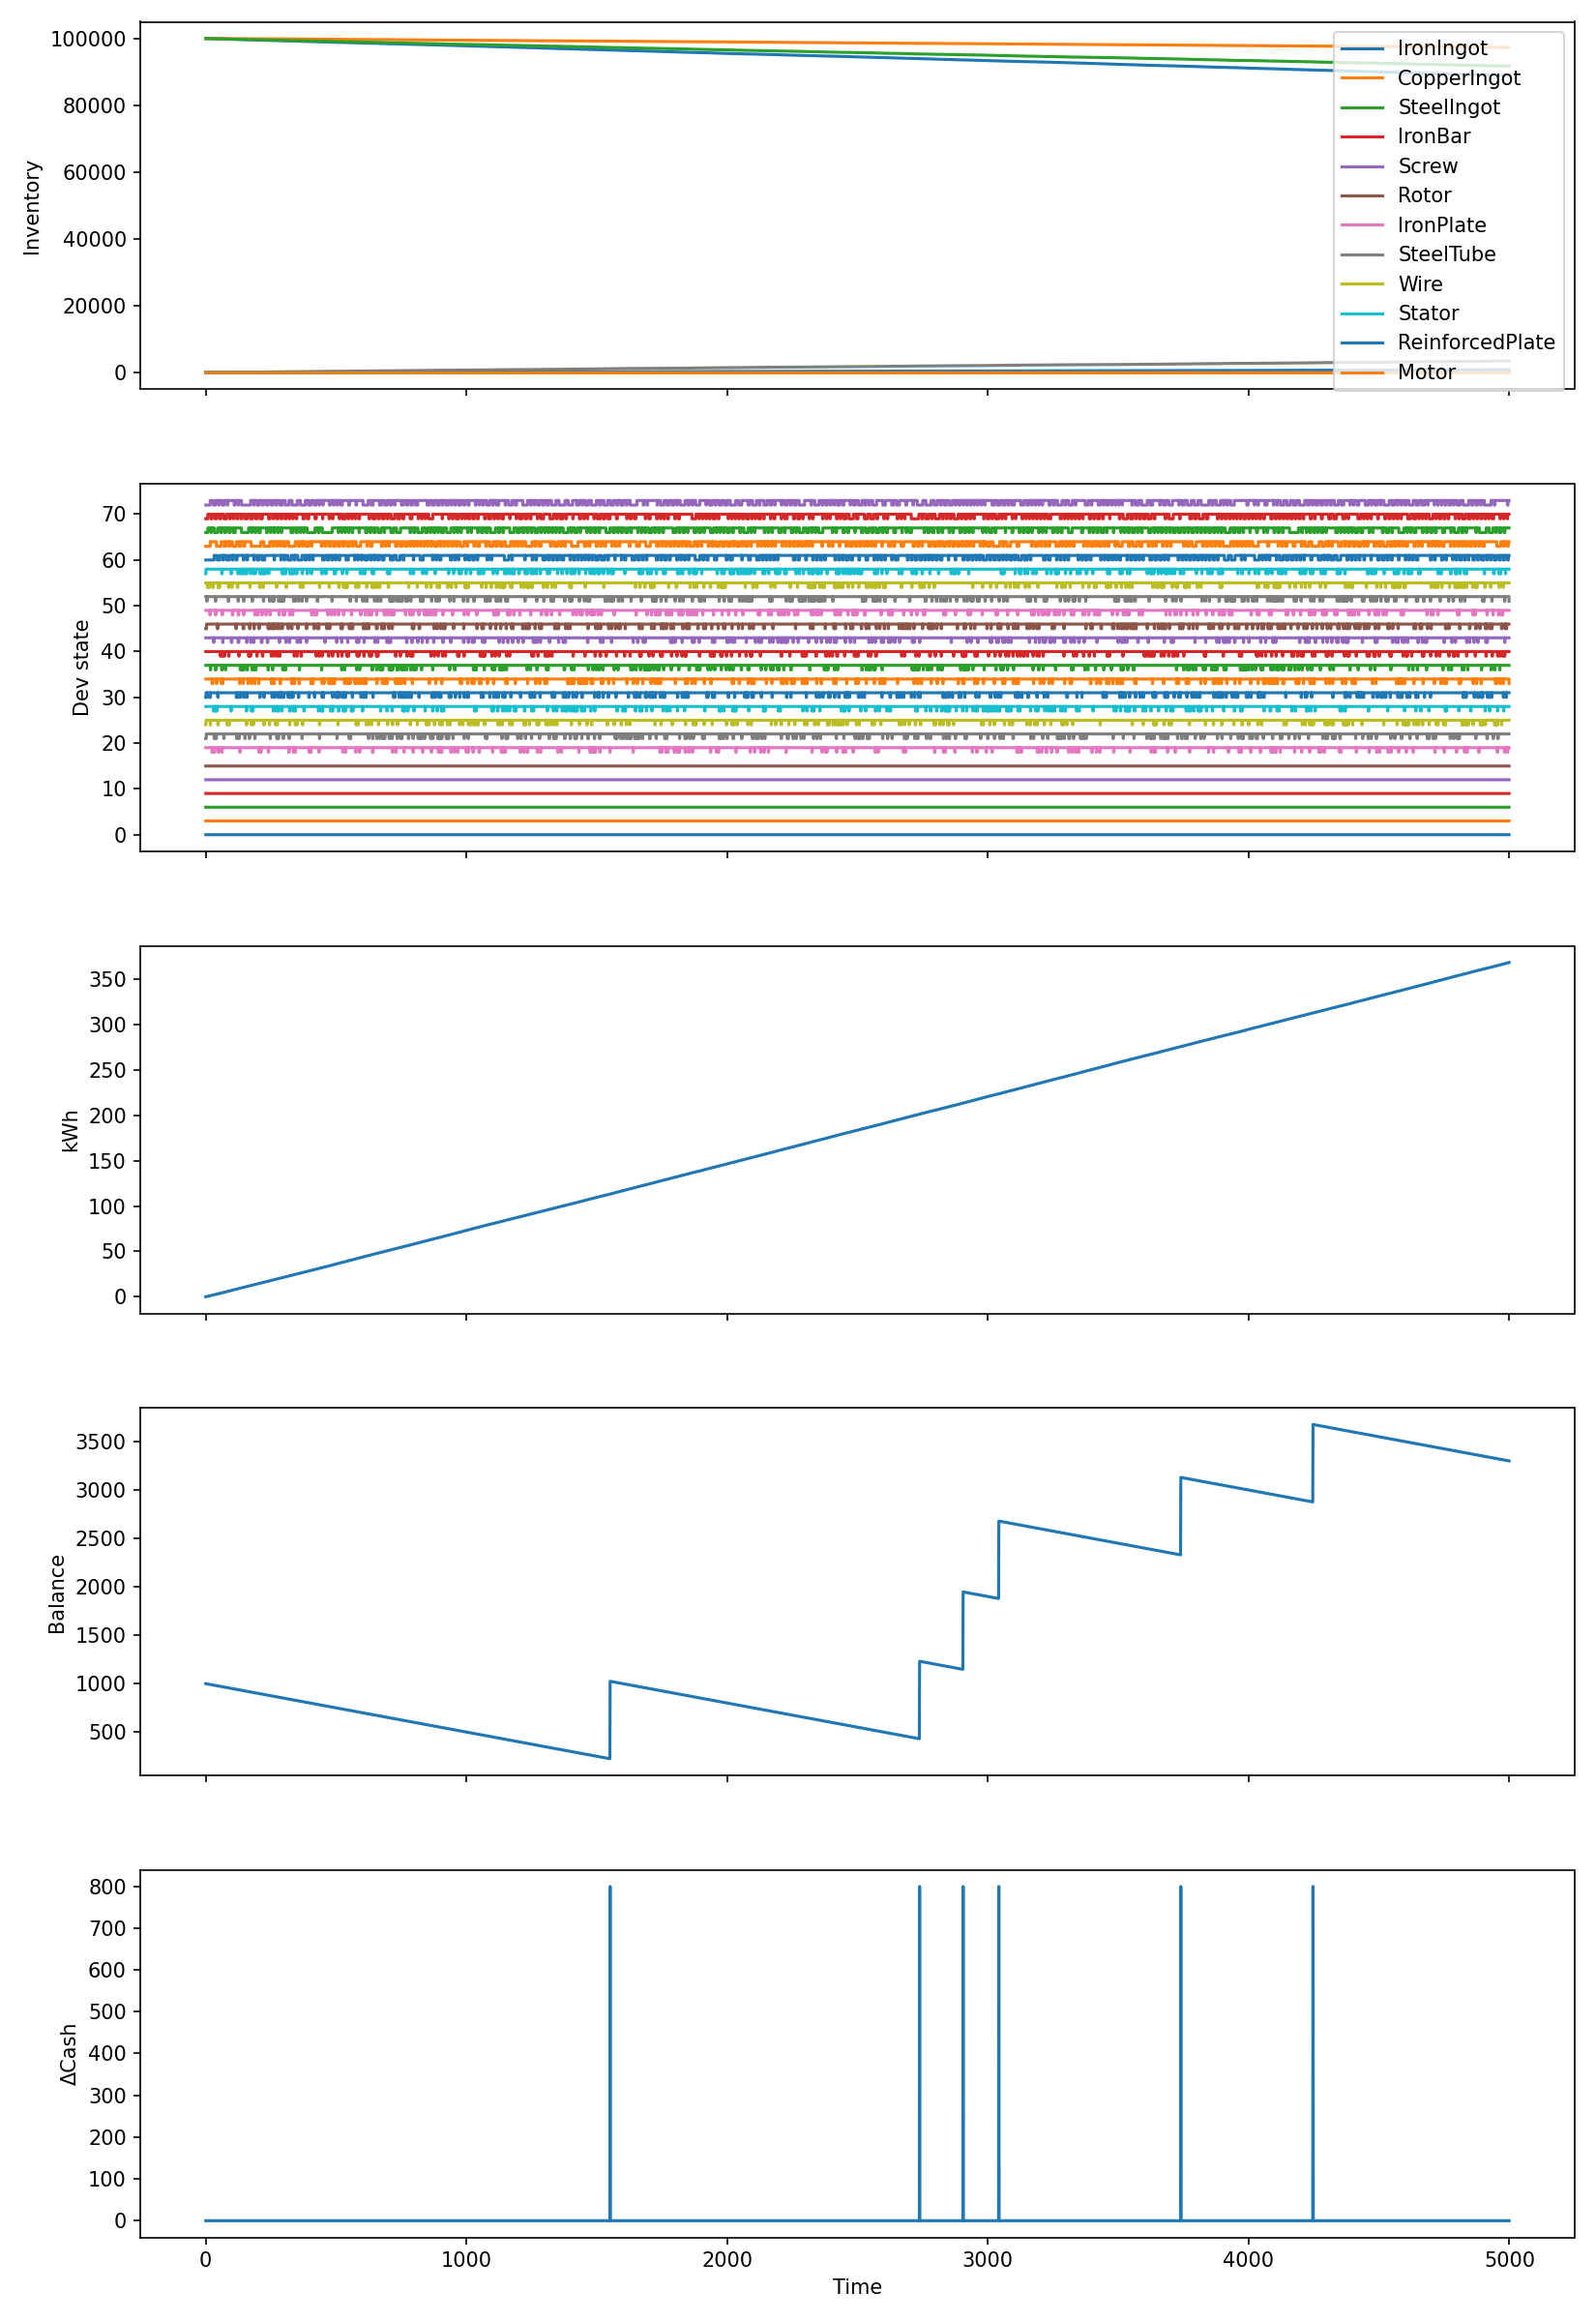 Inventory
100000
80000
60000
40000
20000
0
IronIngot
CopperIngot
SteelIngot
IronBar
Screw
Rotor
IronPlate
SteelTube
Wire
Stator
ReinforcedPlate
Motor
Dev state
70
60
50
40
30
20
10
0
kWh
350
300
250
200
150
100
50
0
Balance
3500
3000
2500
2000
1500
1000
500
ΔCash
800
700
600
500
400
300
200
100
0
0 1000 2000 3000 4000 5000
Time